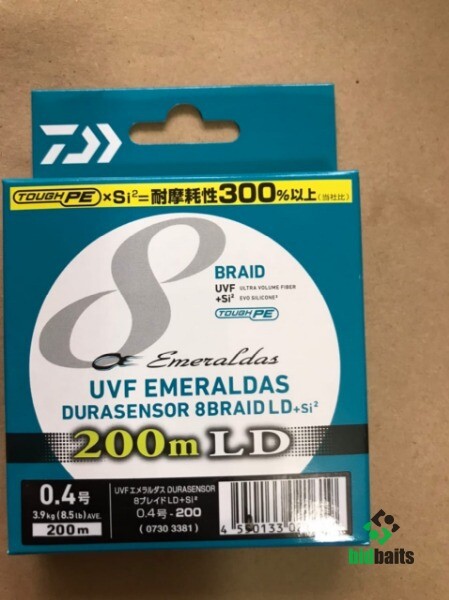 TOUGH PE × Si² = 耐摩耗性300%以上(当社比)
8
BRAID
UVF ULTRA VOLUME FIBER
+Si² EVO SILICONE²
TOUGH PE
Emeraldas
UVF EMERALDAS
DURASENSOR 8BRAID LD+Si²
200m LD
0.4号
3.9kg (8.5lb) AVE.
200m
UVFエメラルダス DURASENSOR
8ブレイドLD+Si²
0.4号-200
(0730 3381)
4 550133 0
bidbaits